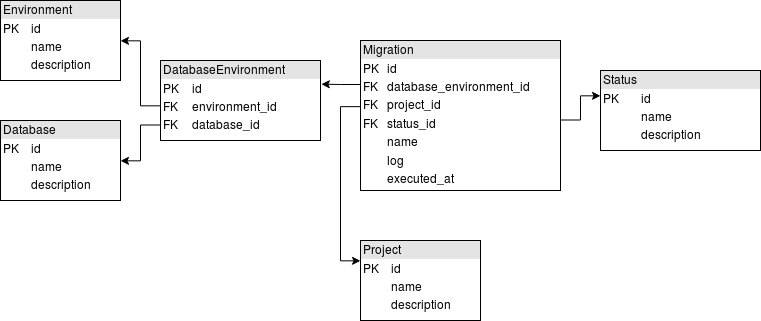 Environment
PK id
name
description
Database
PK id
name
description
DatabaseEnvironment
PK id
FK environment_id
FK database_id
Migration
PK id
FK database_environment_id
FK project_id
FK status_id
name
log
executed_at
Status
PK id
name
description
Project
PK id
name
description